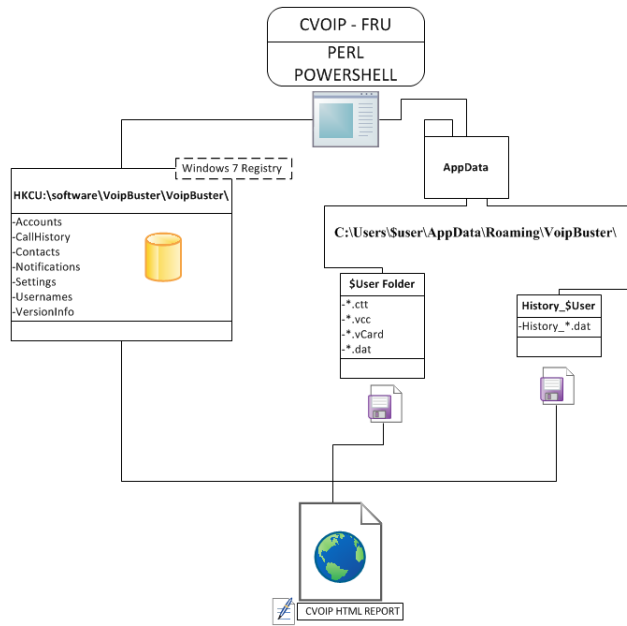 CVOIP - FRU
PERL
POWERSHELL
Windows 7 Registry
AppData
HKCU:\software\VoipBuster\VoipBuster\
-Accounts
-CallHistory
-Contacts
-Notifications
-Settings
-Usernames
-VersionInfo
C:\Users\$user\AppData\Roaming\VoipBuster\
$User Folder
-*.ctt
-*.vcc
-*.vCard
-*.dat
History_$User
-History_*.dat
CVOIP HTML REPORT